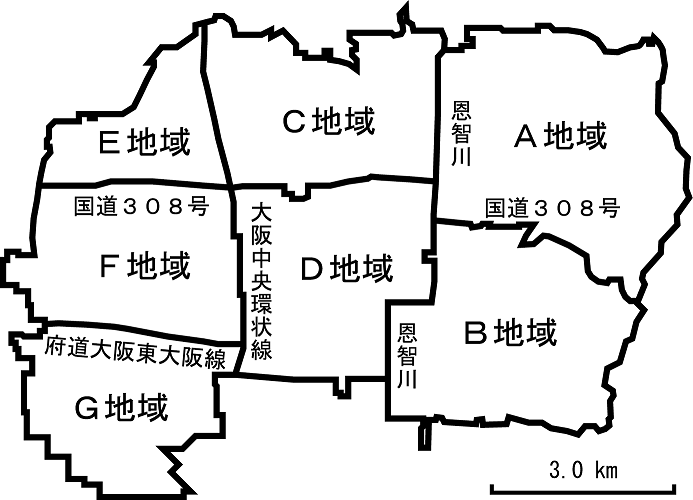 C地域
A地域
E地域
恩智川
国道３０８号
国道３０８号
大阪中央環状線
F地域
D地域
B地域
恩智川
府道大阪東大阪線
G地域
3.0 km